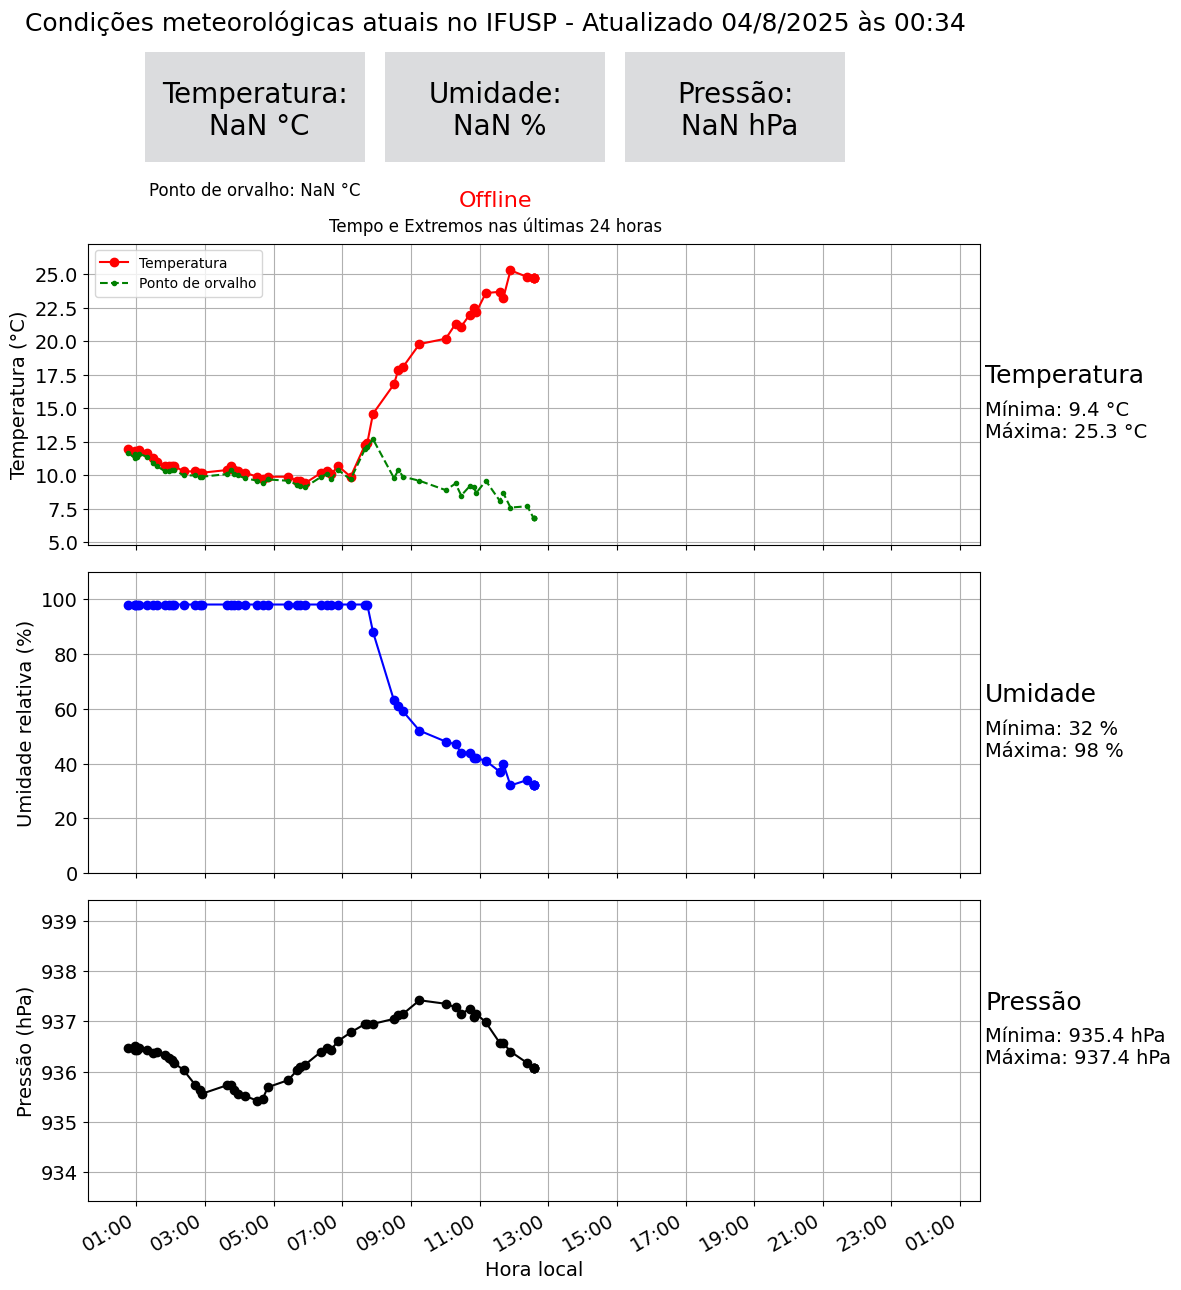 Condições meteorológicas atuais no IFUSP - Atualizado 04/8/2025 às 00:34
Temperatura:
NaN °C
Umidade:
NaN %
Pressão:
NaN hPa
Ponto de orvalho: NaN °C
Offline
Tempo e Extremos nas últimas 24 horas
Temperatura
Ponto de orvalho
Temperatura (°C)
25.0
22.5
20.0
17.5
15.0
12.5
10.0
7.5
5.0
Temperatura
Mínima: 9.4 °C
Máxima: 25.3 °C
Umidade relativa (%)
100
80
60
40
20
0
Umidade
Mínima: 32 %
Máxima: 98 %
Pressão (hPa)
939
938
937
936
935
934
Pressão
Mínima: 935.4 hPa
Máxima: 937.4 hPa
01:00 03:00 05:00 07:00 09:00 11:00 13:00 15:00 17:00 19:00 21:00 23:00 01:00
Hora local